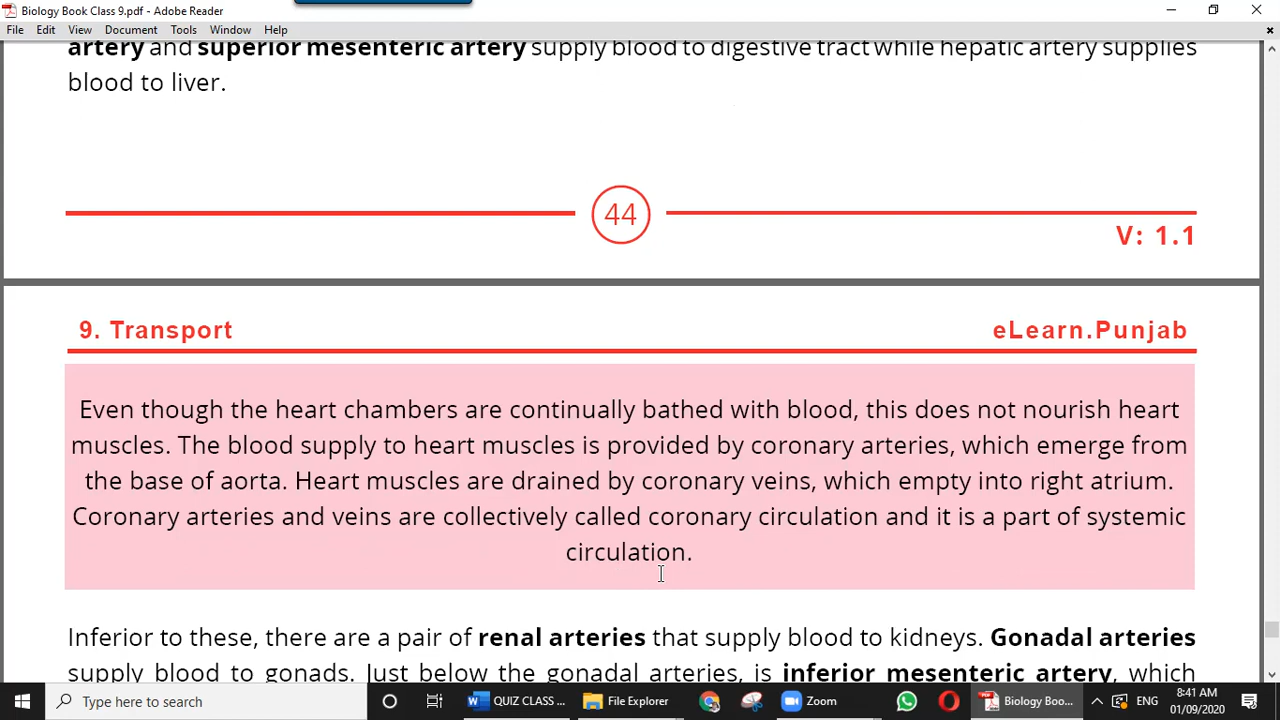 Biology Book Class 9.pdf - Adobe Reader
File Edit View Document Tools Window Help
artery and superior mesenteric artery supply blood to digestive tract while hepatic artery supplies
blood to liver.
44
V: 1.1
9. Transport eLearn.Punjab
Even though the heart chambers are continually bathed with blood, this does not nourish heart
muscles. The blood supply to heart muscles is provided by coronary arteries, which emerge from
the base of aorta. Heart muscles are drained by coronary veins, which empty into right atrium.
Coronary arteries and veins are collectively called coronary circulation and it is a part of systemic
circulation.
Inferior to these, there are a pair of renal arteries that supply blood to kidneys. Gonadal arteries
supply blood to gonads. Just below the gonadal arteries, is inferior mesenteric artery, which
Type here to search
QUIZ CLASS ...
File Explorer
Zoom
Biology Boo...
ENG
8:41 AM
01/09/2020